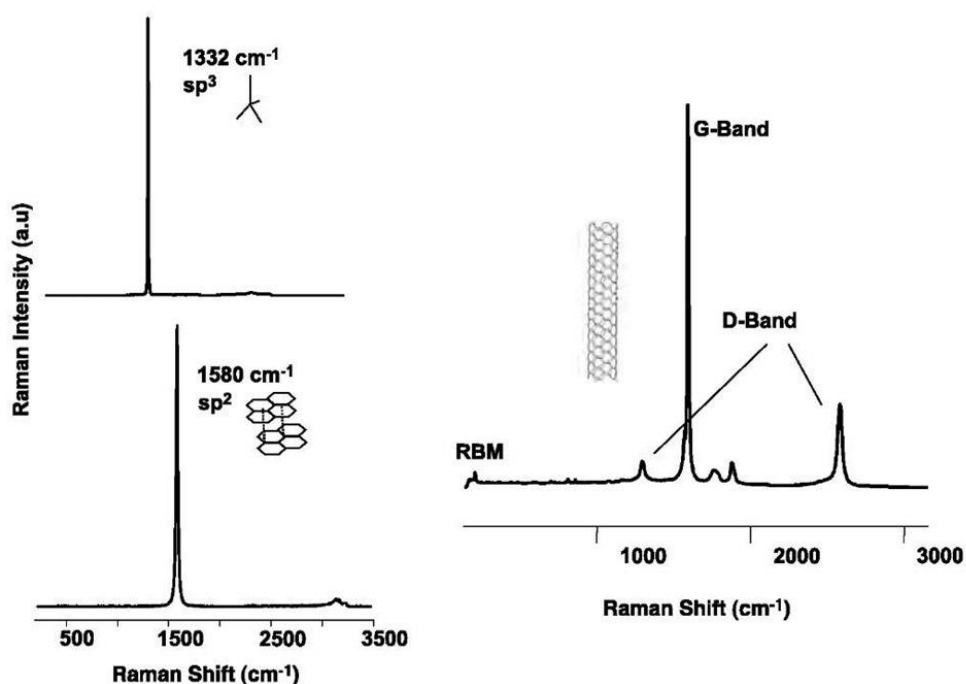 1332 cm⁻¹
sp³
Raman Intensity (a.u)
1580 cm⁻¹
sp²
500 1500 2500 3500
Raman Shift (cm⁻¹)
G-Band
D-Band
RBM
1000 2000 3000
Raman Shift (cm⁻¹)